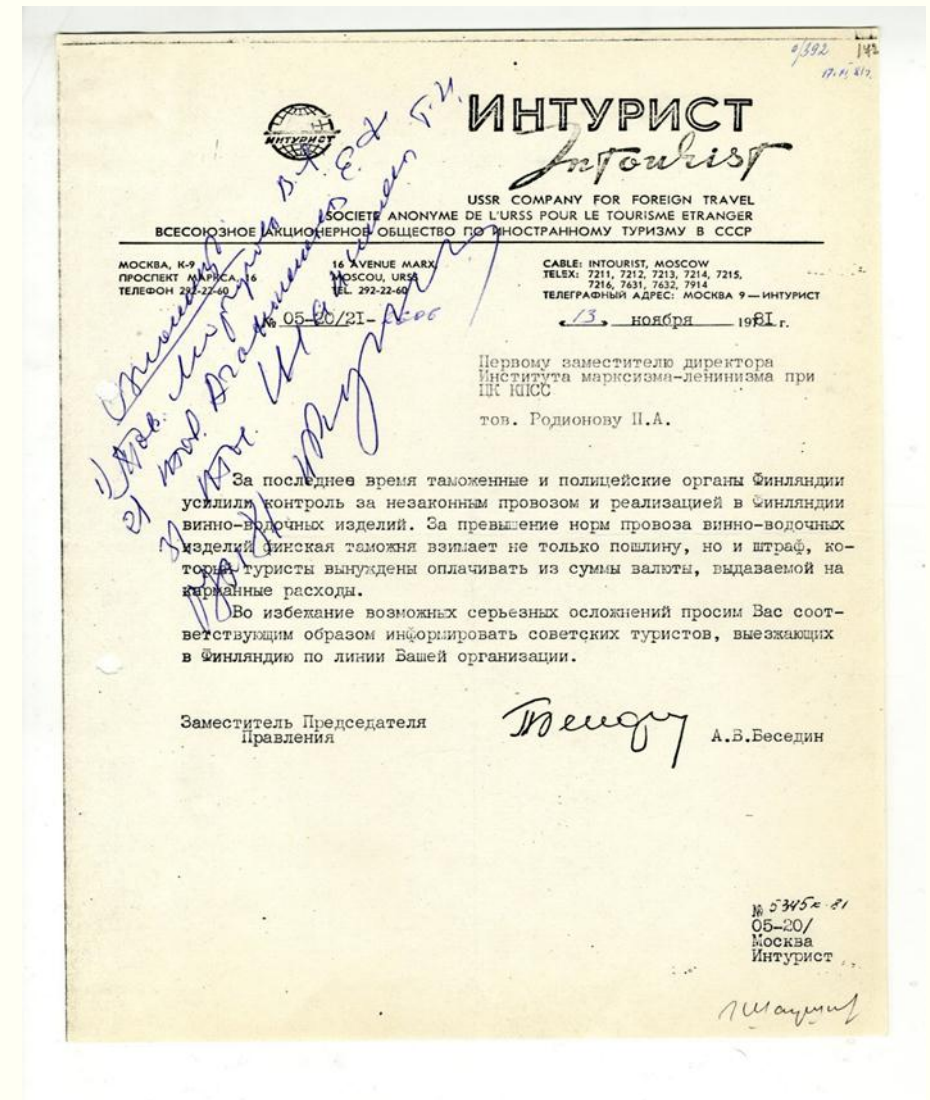 142
ИНТУРИСТ
ИНТУРИСТ
Intourist
USSR COMPANY FOR FOREIGN TRAVEL
SOCIETE ANONYME DE L'URSS POUR LE TOURISME ETRANGER
ВСЕСОЮЗНОЕ АКЦИОНЕРНОЕ ОБЩЕСТВО ПО ИНОСТРАННОМУ ТУРИЗМУ В СССР
МОСКВА, К-9
ПРОСПЕКТ МАРКСА, 16
ТЕЛЕФОН 292-22-60
16 AVENUE MARX,
MOSCOU, URSS
TEL. 292-22-60
CABLE: INTOURIST, MOSCOW
TELEX: 7211, 7212, 7213, 7214, 7215,
7216, 7631, 7632, 7914
ТЕЛЕГРАФНЫЙ АДРЕС: МОСКВА 9 — ИНТУРИСТ
№ 05-20/21-
„13„ ноября 1981 г.
Первому заместителю директора
Института марксизма-ленинизма при
ЦК КПСС
тов. Родионову П.А.
За последнее время таможенные и полицейские органы Финляндии
усилили контроль за незаконным провозом и реализацией в Финляндии
винно-водочных изделий. За превышение норм провоза винно-водочных
изделий финская таможня взимает не только пошлину, но и штраф, ко-
торый туристы вынуждены оплачивать из суммы валюты, выдаваемой на
карманные расходы.
Во избежание возможных серьезных осложнений просим Вас соот-
ветствующим образом информировать советских туристов, выезжающих
в Финляндию по линии Вашей организации.
Заместитель Председателя
Правления
А.В.Беседин
№ 5345к-81
05-20/
Москва
Интурист